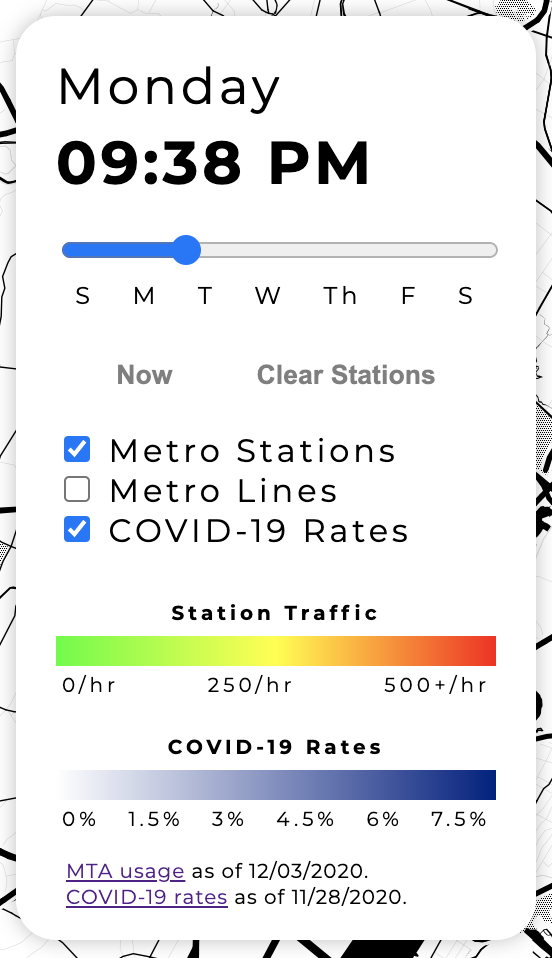 Monday
09:38 PM
S M T W Th F S
Now Clear Stations
Metro Stations
Metro Lines
COVID-19 Rates
Station Traffic
0/hr 250/hr 500+/hr
COVID-19 Rates
0% 1.5% 3% 4.5% 6% 7.5%
MTA usage as of 12/03/2020.
COVID-19 rates as of 11/28/2020.